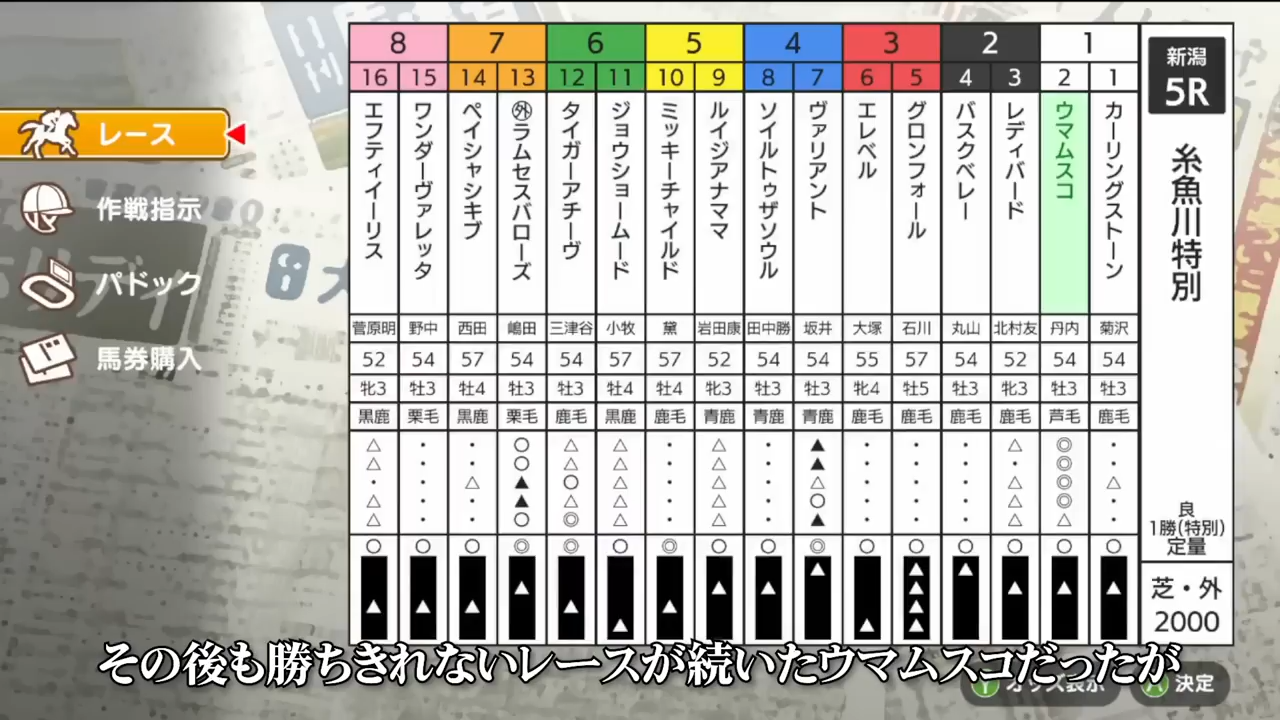 レース
作戦指示
パドック
馬券購入
新潟
5R
糸魚川特別
良
1勝(特別)
定量
芝・外
2000
8 7 6 5 4 3 2 1
16 15 14 13 12 11 10 9 8 7 6 5 4 3 2 1
エフティイーリス
ワンダーヴァレッタ
ペイシャシキブ
外ラムセスバローズ
タイガーアチーヴ
ジョウショームード
ミッキーチャイルド
ルイジアナママ
ソイルトゥザソウル
ヴァリアント
エレベル
グロンフォール
バスクベレー
レディバード
ウマムスコ
カーリングストーン
菅原明 野中 西田 嶋田 三津谷 小牧 黛 岩田康 田中勝 坂井 大塚 石川 丸山 北村友 丹内 菊沢
52 54 57 54 54 57 57 52 54 54 55 57 54 52 54 54
牝3 牡3 牡4 牡3 牡3 牡4 牡4 牝3 牡3 牡3 牝4 牡5 牡3 牝3 牡3 牡3
黒鹿 栗毛 黒鹿 栗毛 鹿毛 黒鹿 鹿毛 青鹿 青鹿 青鹿 鹿毛 鹿毛 鹿毛 鹿毛 芦毛 鹿毛
△ ・ ・ ○ △ △ ・ △ ・ ▲ ・ ・ ・ △ ◎ ・
△ ・ ・ ○ △ △ ・ △ ・ ▲ ・ ・ ・ ・ ◎ ・
・ ・ △ ▲ ○ △ ・ △ ・ △ ・ ・ ・ △ ◎ △
△ ・ ・ ▲ △ △ ・ △ ・ ○ ・ ・ ・ △ ◎ ・
△ ・ ・ ○ ◎ △ ・ △ ・ ▲ ・ ・ ・ △ △ ・
○ ○ ○ ◎ ◎ ○ ◎ ○ ○ ◎ ○ ○ ○ ○ ○ ○
その後も勝ちきれないレースが続いたウマムスコだったが
Y オッズ表示 A 決定